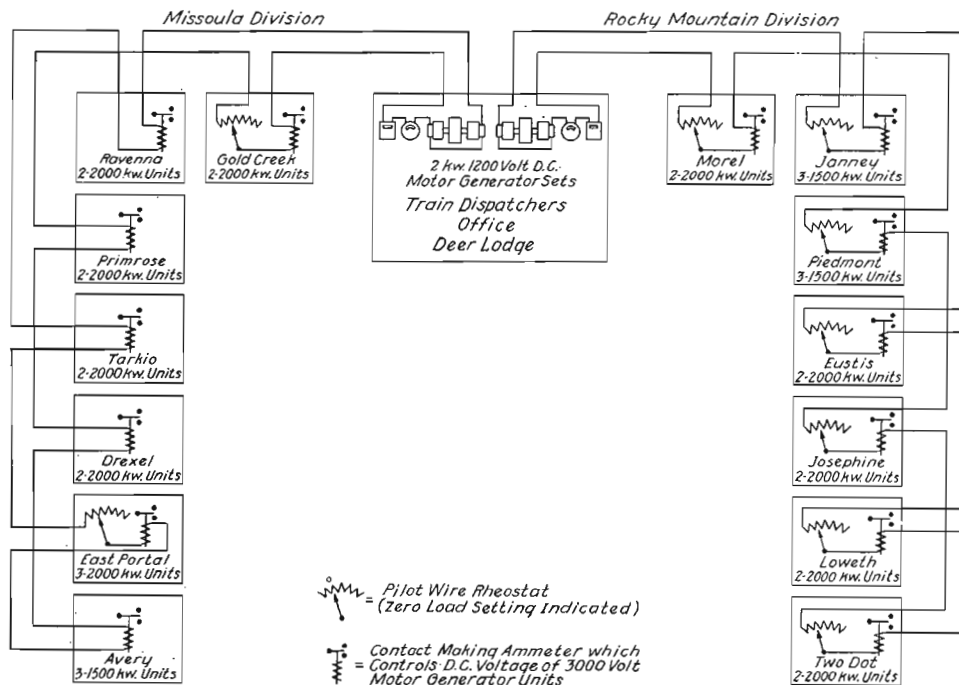 Missoula Division
Rocky Mountain Division
Ravenna
2-2000 kw. Units
Gold Creek
2-2000 kw. Units
2 kw. 1200 Volt D.C.
Motor Generator Sets
Train Dispatchers
Office
Deer Lodge
Morel
2-2000 kw. Units
Janney
3-1500 kw. Units
Primrose
2-2000 kw. Units
Piedmont
3-1500 kw. Units
Tarkio
2-2000 kw. Units
Eustis
2-2000 kw. Units
Drexel
2-2000 kw. Units
Josephine
2-2000 kw. Units
East Portal
3-2000 kw. Units
Loweth
2-2000 kw. Units
Avery
3-1500 kw. Units
Two Dot
2-2000 kw. Units
= Pilot Wire Rheostat
(Zero Load Setting Indicated)
Contact Making Ammeter which
= Controls D.C. Voltage of 3000 Volt
Motor Generator Units